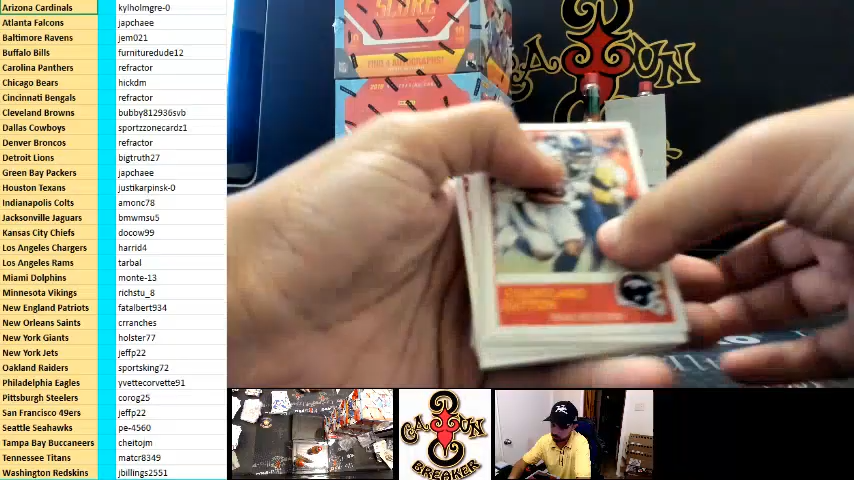 Arizona Cardinals kylholmgre-0
Atlanta Falcons japchaee
Baltimore Ravens jem021
Buffalo Bills furnituredude12
Carolina Panthers refractor
Chicago Bears hickdm
Cincinnati Bengals refractor
Cleveland Browns bubby812936svb
Dallas Cowboys sportzzonecardz1
Denver Broncos refractor
Detroit Lions bigtruth27
Green Bay Packers japchaee
Houston Texans justikarpinsk-0
Indianapolis Colts amonc78
Jacksonville Jaguars bmwmsu5
Kansas City Chiefs docow99
Los Angeles Chargers harrid4
Los Angeles Rams tarbal
Miami Dolphins monte-13
Minnesota Vikings richstu_8
New England Patriots fatalbert934
New Orleans Saints crranches
New York Giants holster77
New York Jets jeffp22
Oakland Raiders sportsking72
Philadelphia Eagles yvettecorvette91
Pittsburgh Steelers corog25
San Francisco 49ers jeffp22
Seattle Seahawks pe-4560
Tampa Bay Buccaneers cheitojm
Tennessee Titans matcr8349
Washington Redskins jbillings2551
SCORE
FIND 4 AUTOGRAPHS!
CAJUN
CAJUN
BREAKER